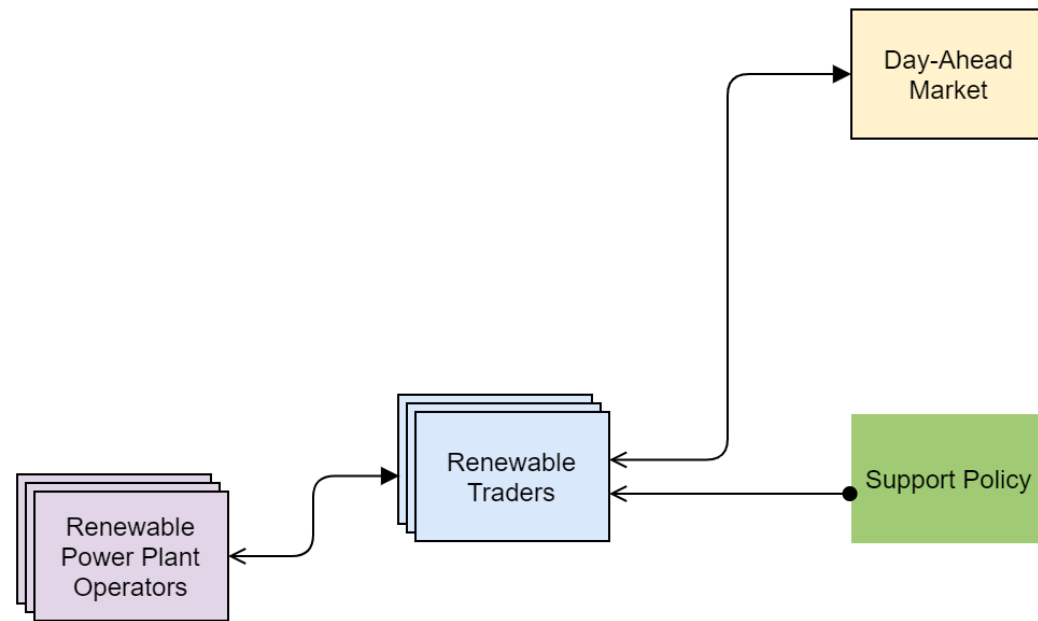 Day-Ahead
Market
Renewable
Traders
Support Policy
Renewable
Power Plant
Operators